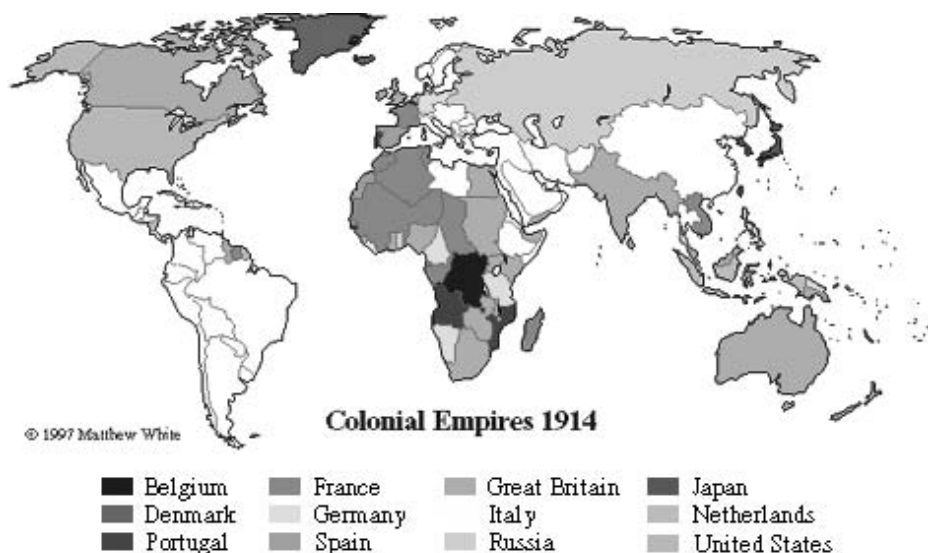 Colonial Empires 1914
© 1997 Matthew White
Belgium France Great Britain Japan
Denmark Germany Italy Netherlands
Portugal Spain Russia United States